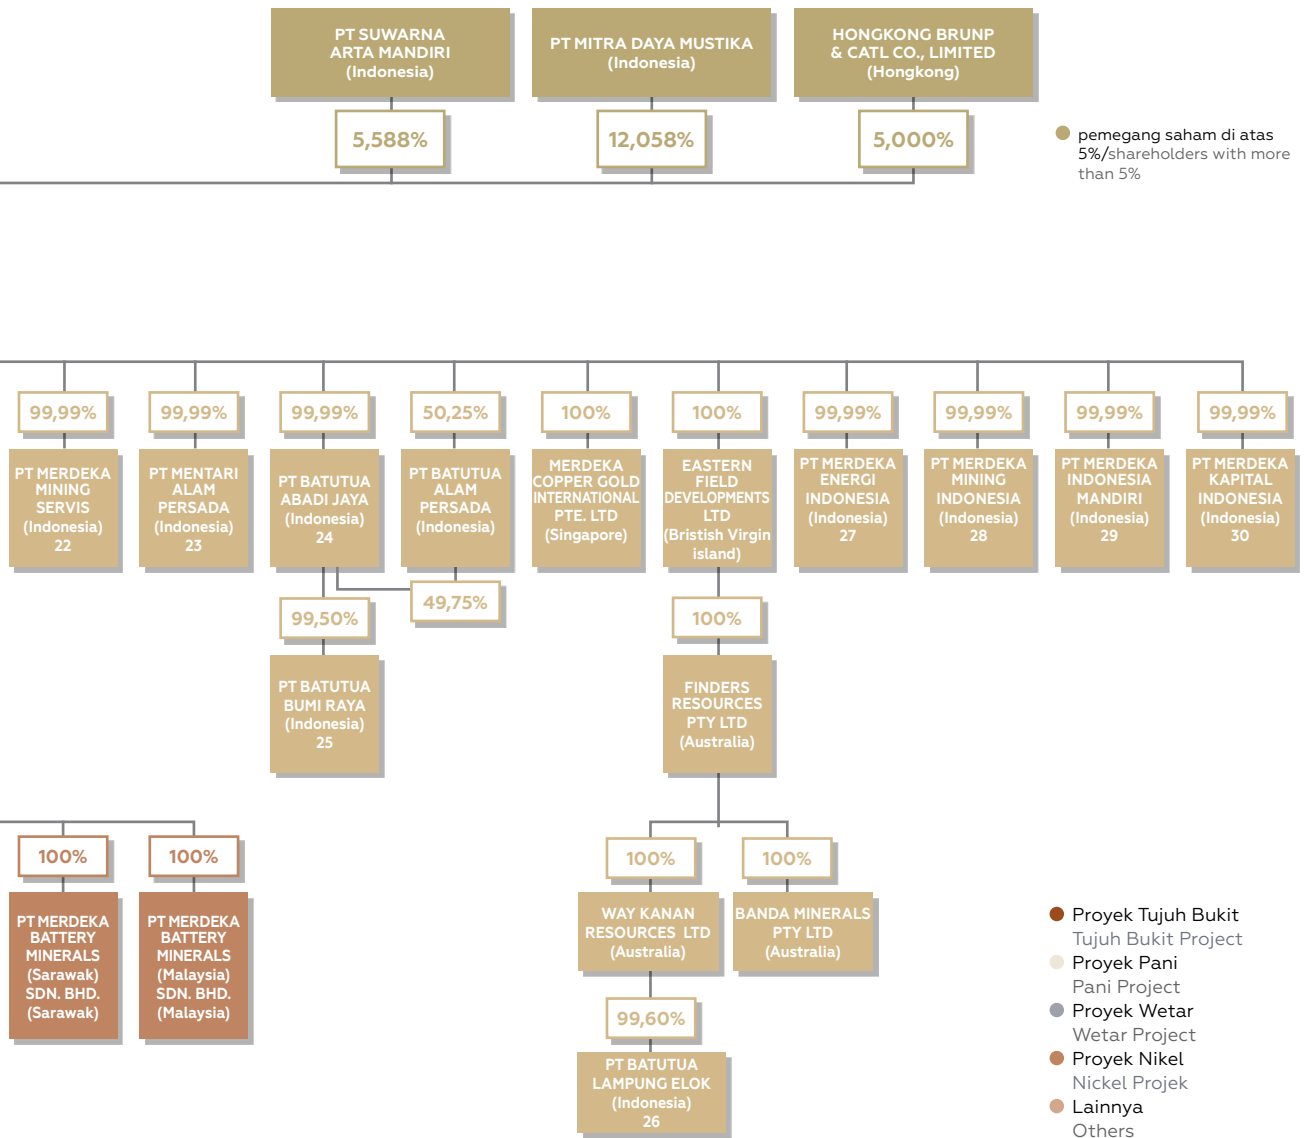 PT SUWARNA
ARTA MANDIRI
(Indonesia)
PT MITRA DAYA MUSTIKA
(Indonesia)
HONGKONG BRUNP
& CATL CO., LIMITED
(Hongkong)
5,588%
12,058%
5,000%
pemegang saham di atas
5%/shareholders with more
than 5%
99,99%
99,99%
99,99%
50,25%
100%
100%
99,99%
99,99%
99,99%
99,99%
PT MERDEKA
MINING
SERVIS
(Indonesia)
22
PT MENTARI
ALAM
PERSADA
(Indonesia)
23
PT BATUTUA
ABADI JAYA
(Indonesia)
24
PT BATUTUA
ALAM
PERSADA
(Indonesia)
MERDEKA
COPPER GOLD
INTERNATIONAL
PTE. LTD
(Singapore)
EASTERN
FIELD
DEVELOPMENTS
LTD
(Bristish Virgin
island)
PT MERDEKA
ENERGI
INDONESIA
(Indonesia)
27
PT MERDEKA
MINING
INDONESIA
(Indonesia)
28
PT MERDEKA
INDONESIA
MANDIRI
(Indonesia)
29
PT MERDEKA
KAPITAL
INDONESIA
(Indonesia)
30
49,75%
99,50%
100%
PT BATUTUA
BUMI RAYA
(Indonesia)
25
FINDERS
RESOURCES
PTY LTD
(Australia)
100%
100%
100%
100%
PT MERDEKA
BATTERY
MINERALS
(Sarawak)
SDN. BHD.
(Sarawak)
PT MERDEKA
BATTERY
MINERALS
(Malaysia)
SDN. BHD.
(Malaysia)
WAY KANAN
RESOURCES LTD
(Australia)
BANDA MINERALS
PTY LTD
(Australia)
99,60%
PT BATUTUA
LAMPUNG ELOK
(Indonesia)
26
Proyek Tujuh Bukit
Tujuh Bukit Project
Proyek Pani
Pani Project
Proyek Wetar
Wetar Project
Proyek Nikel
Nickel Projek
Lainnya
Others